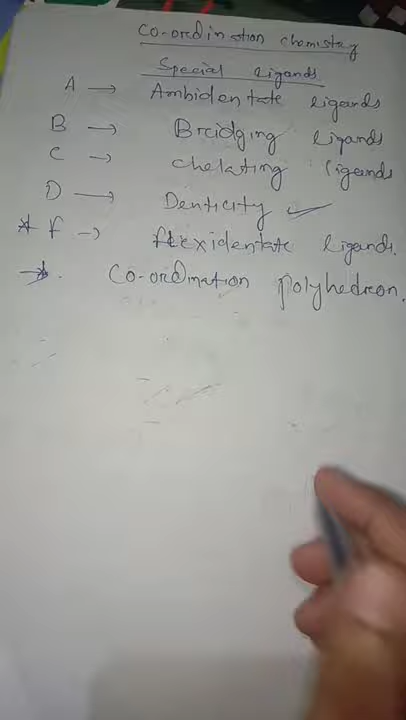 Co-ordination chemistry
Special ligands
A → Ambidentate ligands
B → Bridging ligands
C → chelating ligands
D → Denticity ✓
* F → flexidentate ligands.
→ . Co-ordination polyhedron.